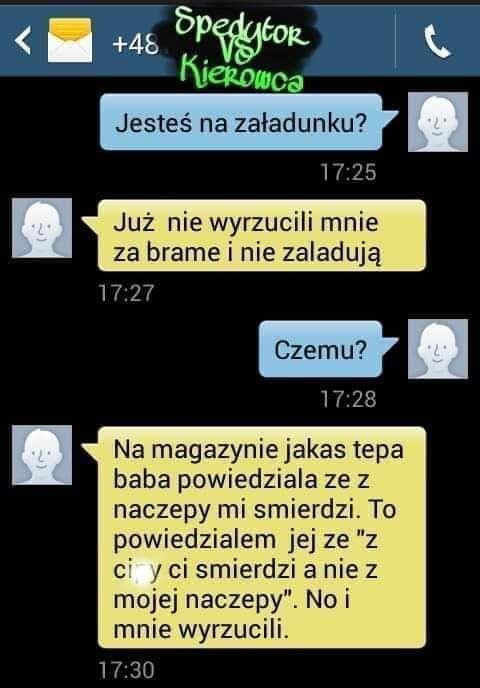 Spedytor
+48 VS
Kierowca
Jesteś na załadunku?
17:25
Już nie wyrzucili mnie
za brame i nie zaladują
17:27
Czemu?
17:28
Na magazynie jakas tepa
baba powiedziala ze z
naczepy mi smierdzi. To
powiedzialem jej ze "z
ci y ci smierdzi a nie z
mojej naczepy". No i
mnie wyrzucili.
17:30